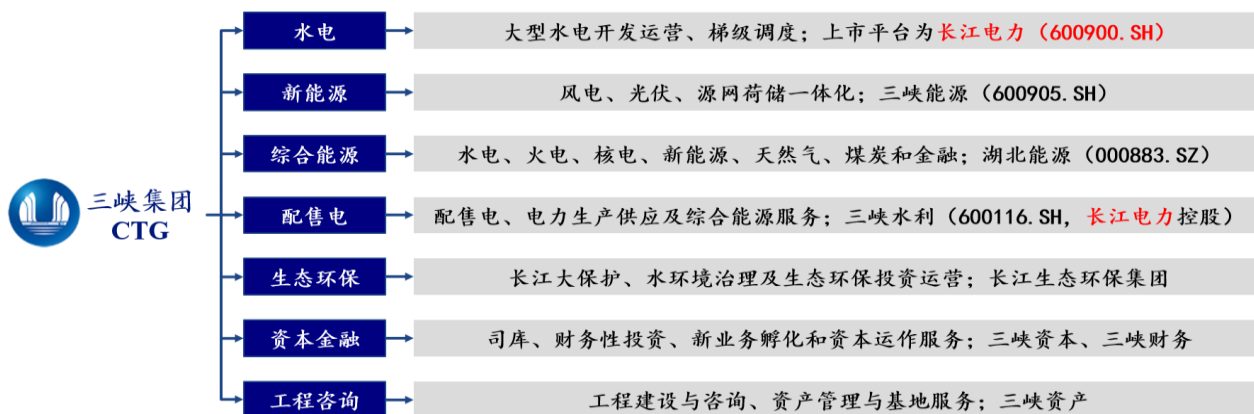 水电
大型水电开发运营、梯级调度；上市平台为长江电力（600900.SH）
新能源
风电、光伏、源网荷储一体化；三峡能源（600905.SH）
综合能源
水电、火电、核电、新能源、天然气、煤炭和金融；湖北能源（000883.SZ）
三峡集团
CTG
配售电
配售电、电力生产供应及综合能源服务；三峡水利（600116.SH, 长江电力控股）
生态环保
长江大保护、水环境治理及生态环保投资运营；长江生态环保集团
资本金融
司库、财务性投资、新业务孵化和资本运作服务；三峡资本、三峡财务
工程咨询
工程建设与咨询、资产管理与基地服务；三峡资产